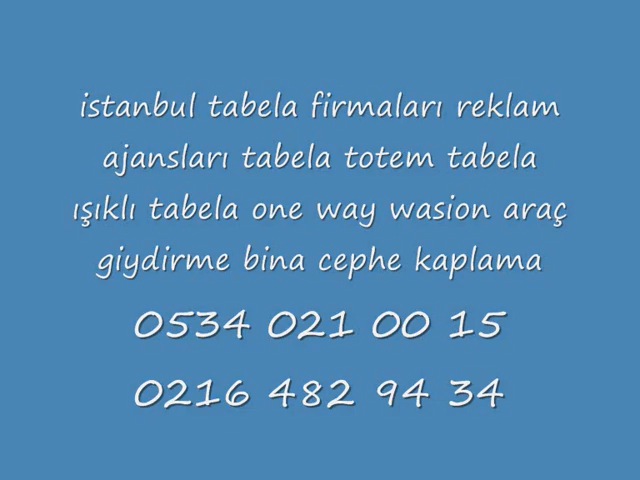 istanbul tabela firmaları reklam
ajansları tabela totem tabela
ışıklı tabela one way wasion araç
giydirme bina cephe kaplama
0534 021 00 15
0216 482 94 34